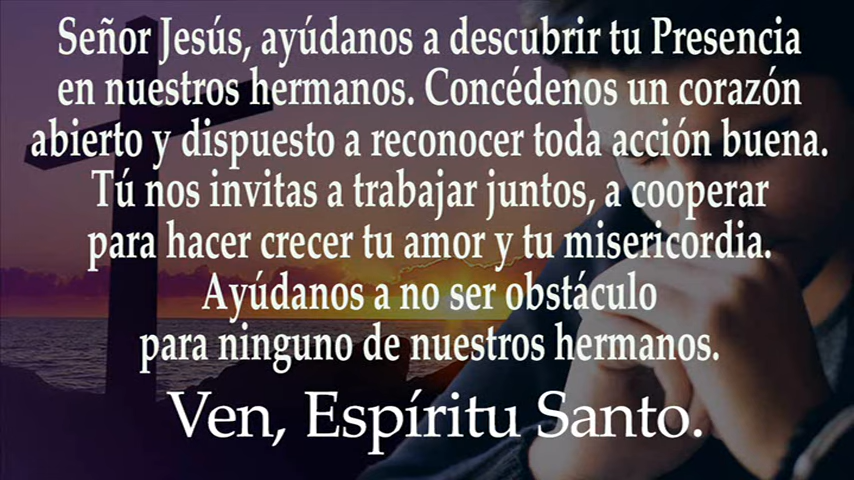 Señor Jesús, ayúdanos a descubrir tu Presencia
en nuestros hermanos. Concédenos un corazón
abierto y dispuesto a reconocer toda acción buena.
Tú nos invitas a trabajar juntos, a cooperar
para hacer crecer tu amor y tu misericordia.
Ayúdanos a no ser obstáculo
para ninguno de nuestros hermanos.
Ven, Espíritu Santo.